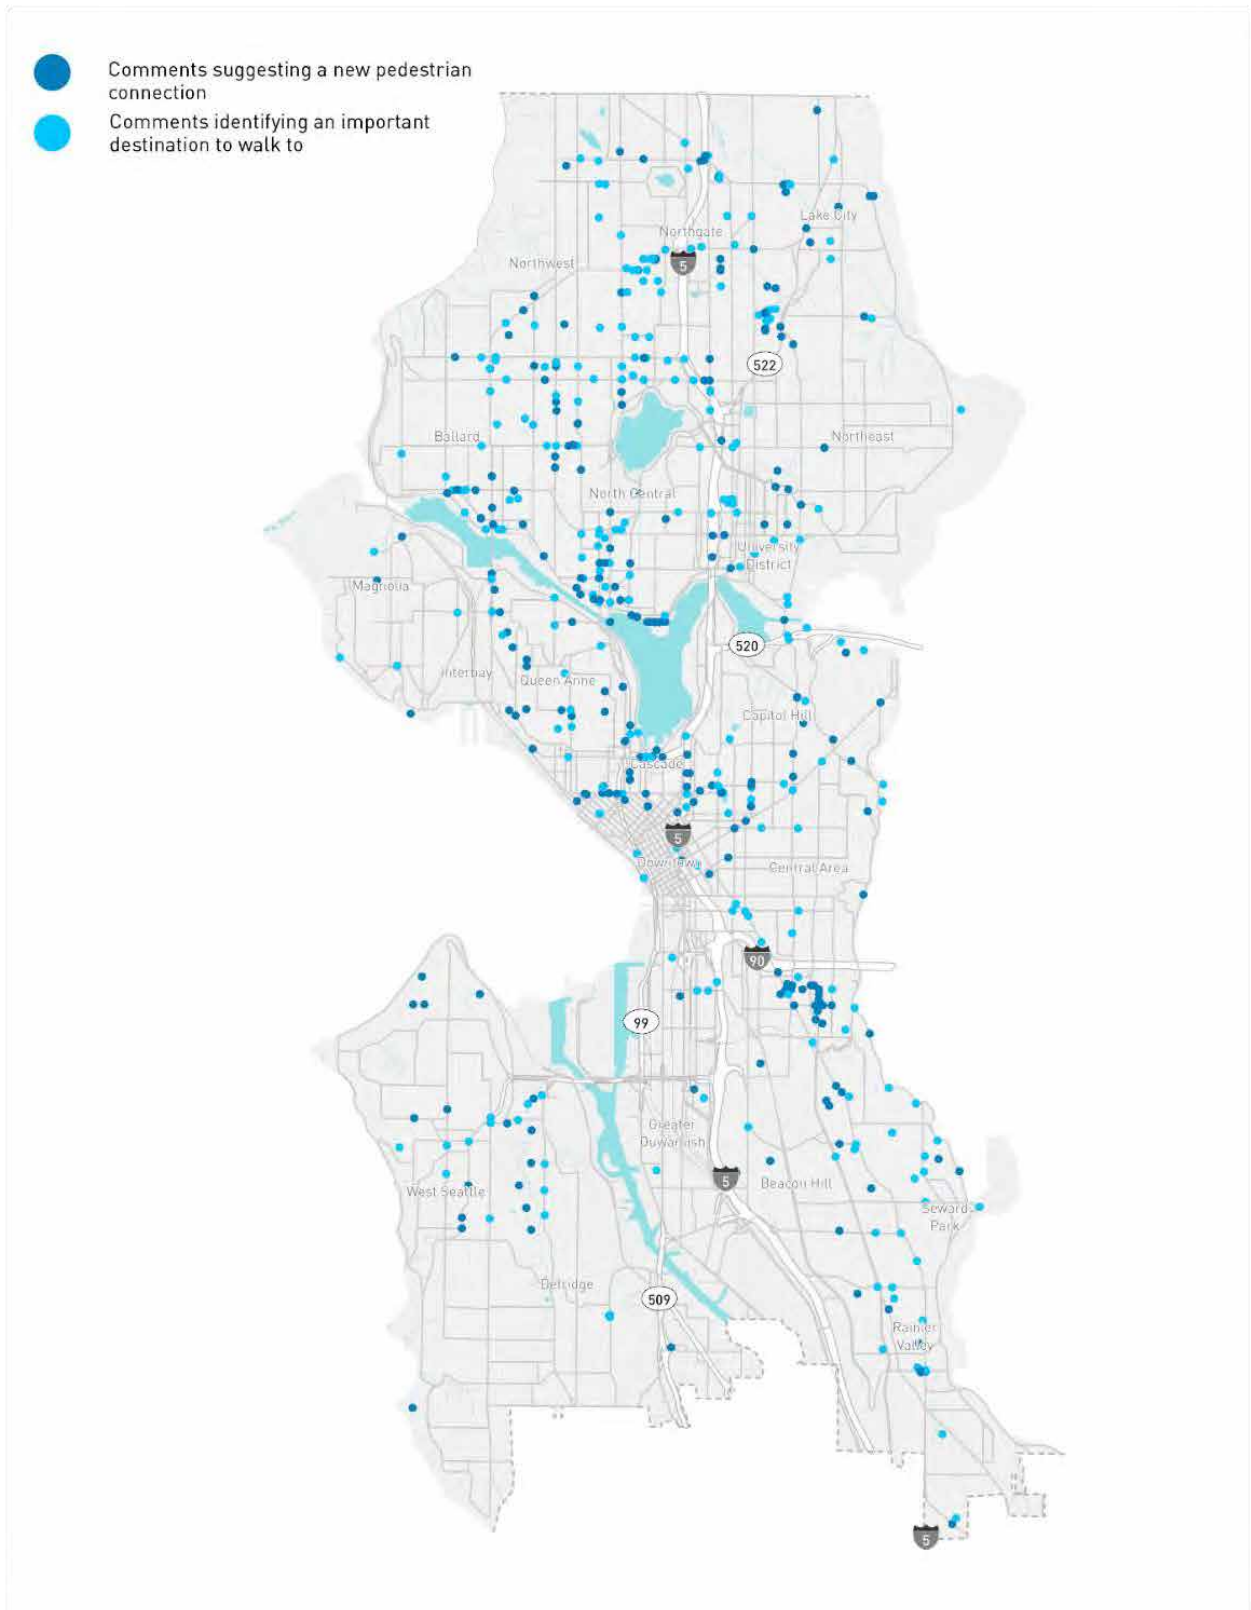 Comments suggesting a new pedestrian
connection
Comments identifying an important
destination to walk to
Lake City
Northgate
5
Northwest
522
Ballard
Northeast
North Central
University
District
Magnolia
520
Interbay
Queen Anne
Capitol Hill
Cascade
5
Downtown
Central Area
90
99
Greater
Duwamish
5
Beacon Hill
West Seattle
Seward
Park
Delridge
509
Rainier
Valley
5